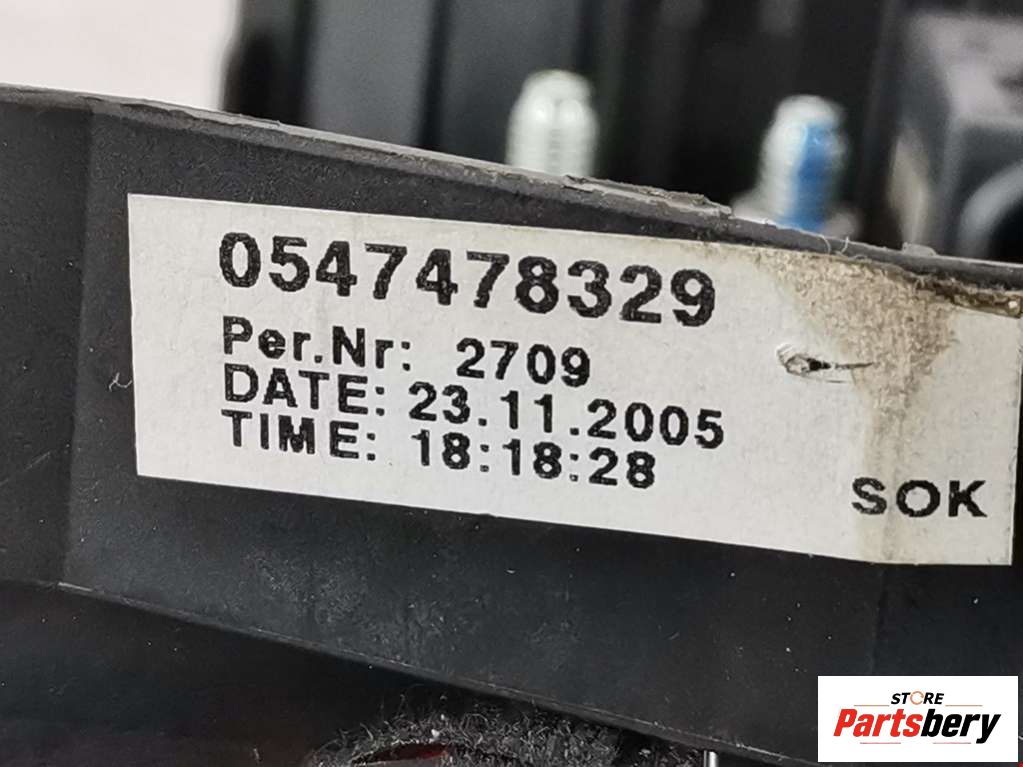 0547478329
Per.Nr: 2709
DATE: 23.11.2005
TIME: 18:18:28
SOK
STORE
Partsbery